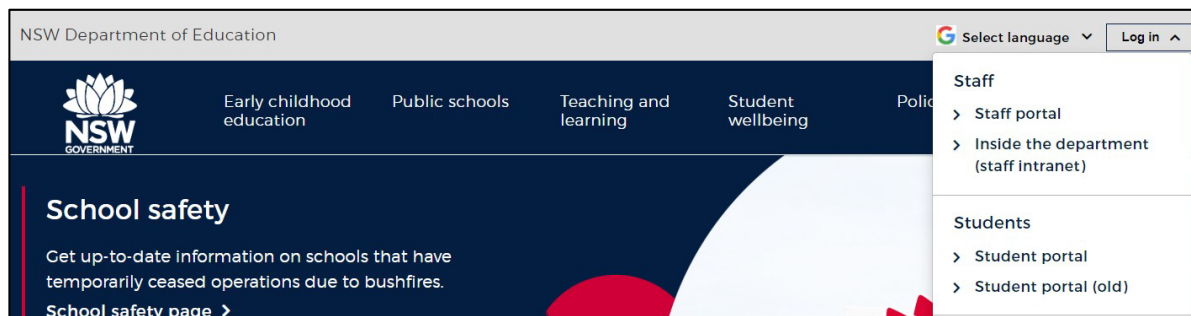 NSW Department of Education
Select language
Log in
NSW
GOVERNMENT
Early childhood
education
Public schools
Teaching and
learning
Student
wellbeing
Staff
Staff portal
Inside the department
(staff intranet)
Students
Student portal
Student portal (old)
School safety
Get up-to-date information on schools that have
temporarily ceased operations due to bushfires.
School safety page